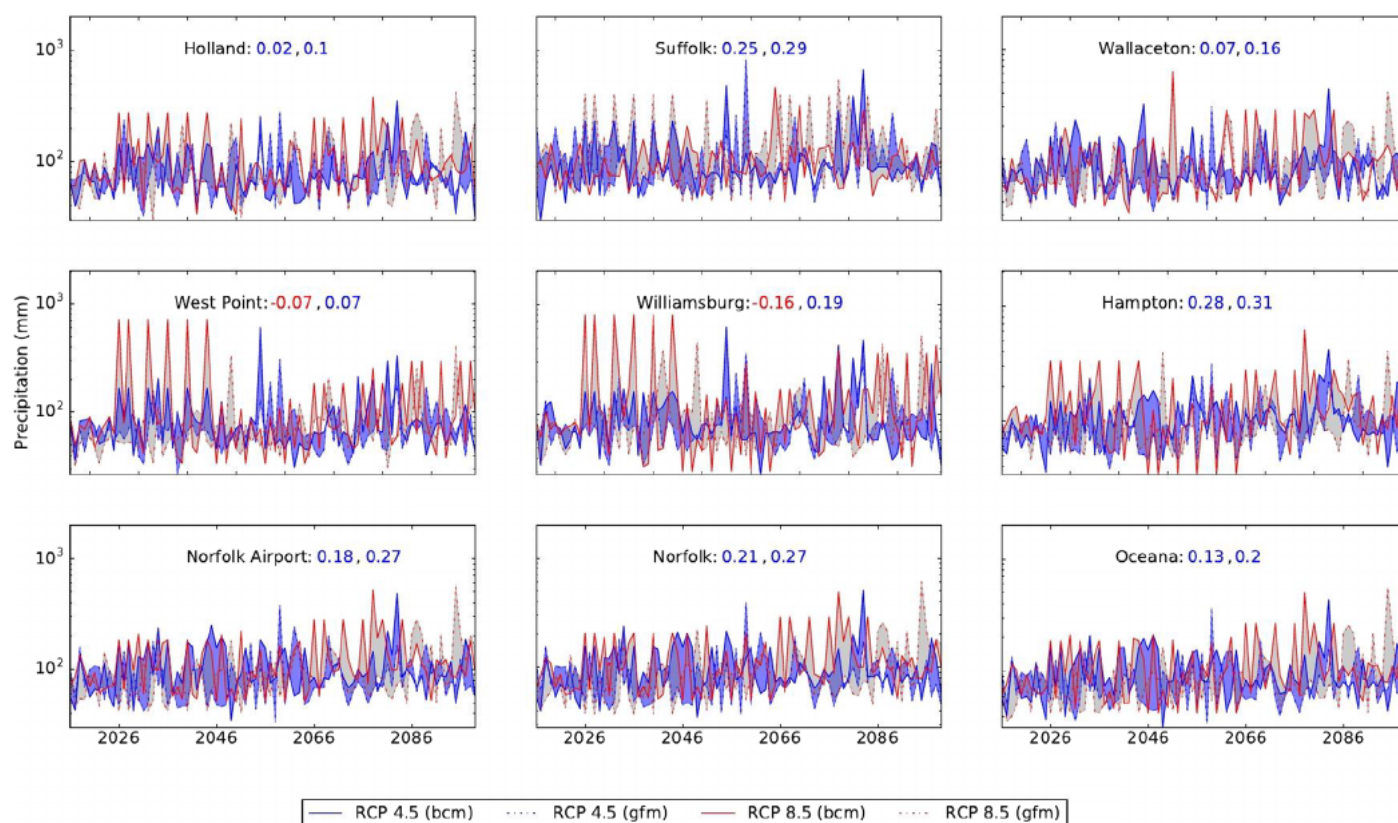 Holland: 0.02, 0.1
Suffolk: 0.25, 0.29
Wallaceton: 0.07, 0.16
10³
10²
West Point: -0.07, 0.07
Williamsburg: -0.16, 0.19
Hampton: 0.28, 0.31
10³
10²
Precipitation (mm)
Norfolk Airport: 0.18, 0.27
Norfolk: 0.21, 0.27
Oceana: 0.13, 0.2
10³
10²
2026 2046 2066 2086
2026 2046 2066 2086
2026 2046 2066 2086
RCP 4.5 (bcm) RCP 4.5 (gfm) RCP 8.5 (bcm) RCP 8.5 (gfm)